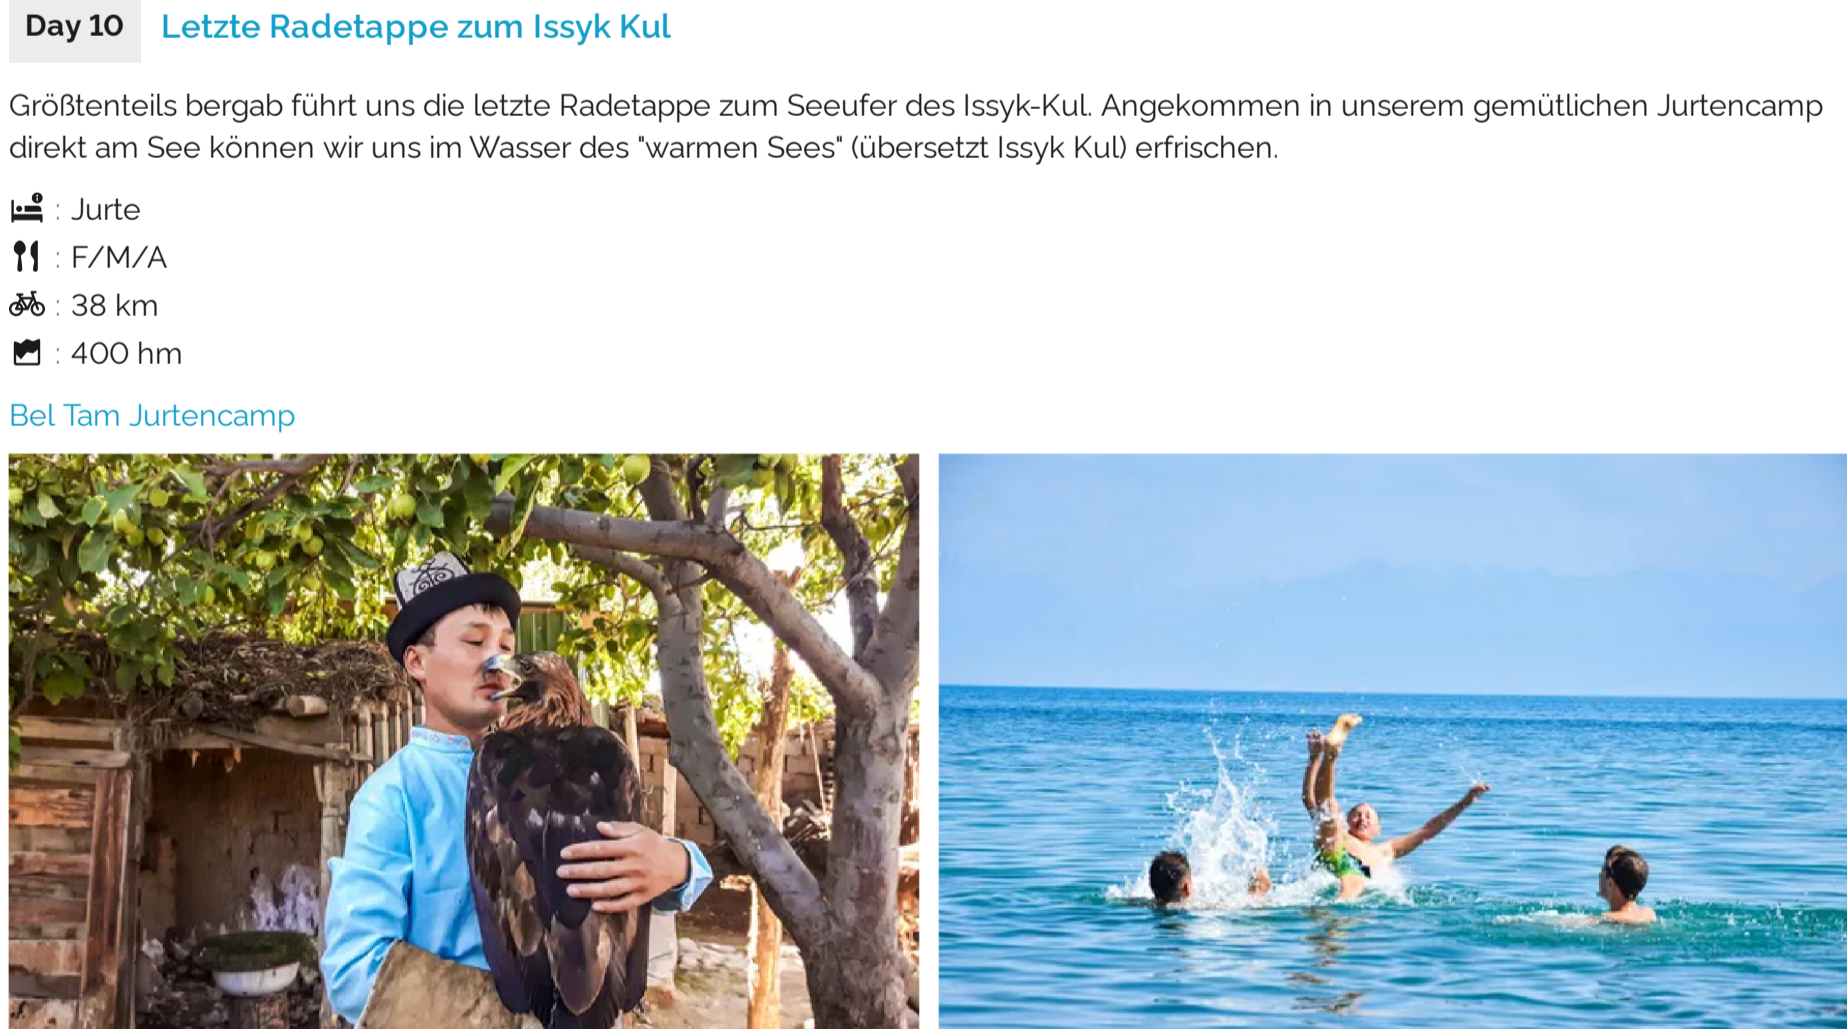 Day 10
Letzte Radetappe zum Issyk Kul
Größtenteils bergab führt uns die letzte Radetappe zum Seeufer des Issyk-Kul. Angekommen in unserem gemütlichen Jurtencamp
direkt am See können wir uns im Wasser des "warmen Sees" (übersetzt Issyk Kul) erfrischen.
: Jurte
: F/M/A
: 38 km
: 400 hm
Bel Tam Jurtencamp